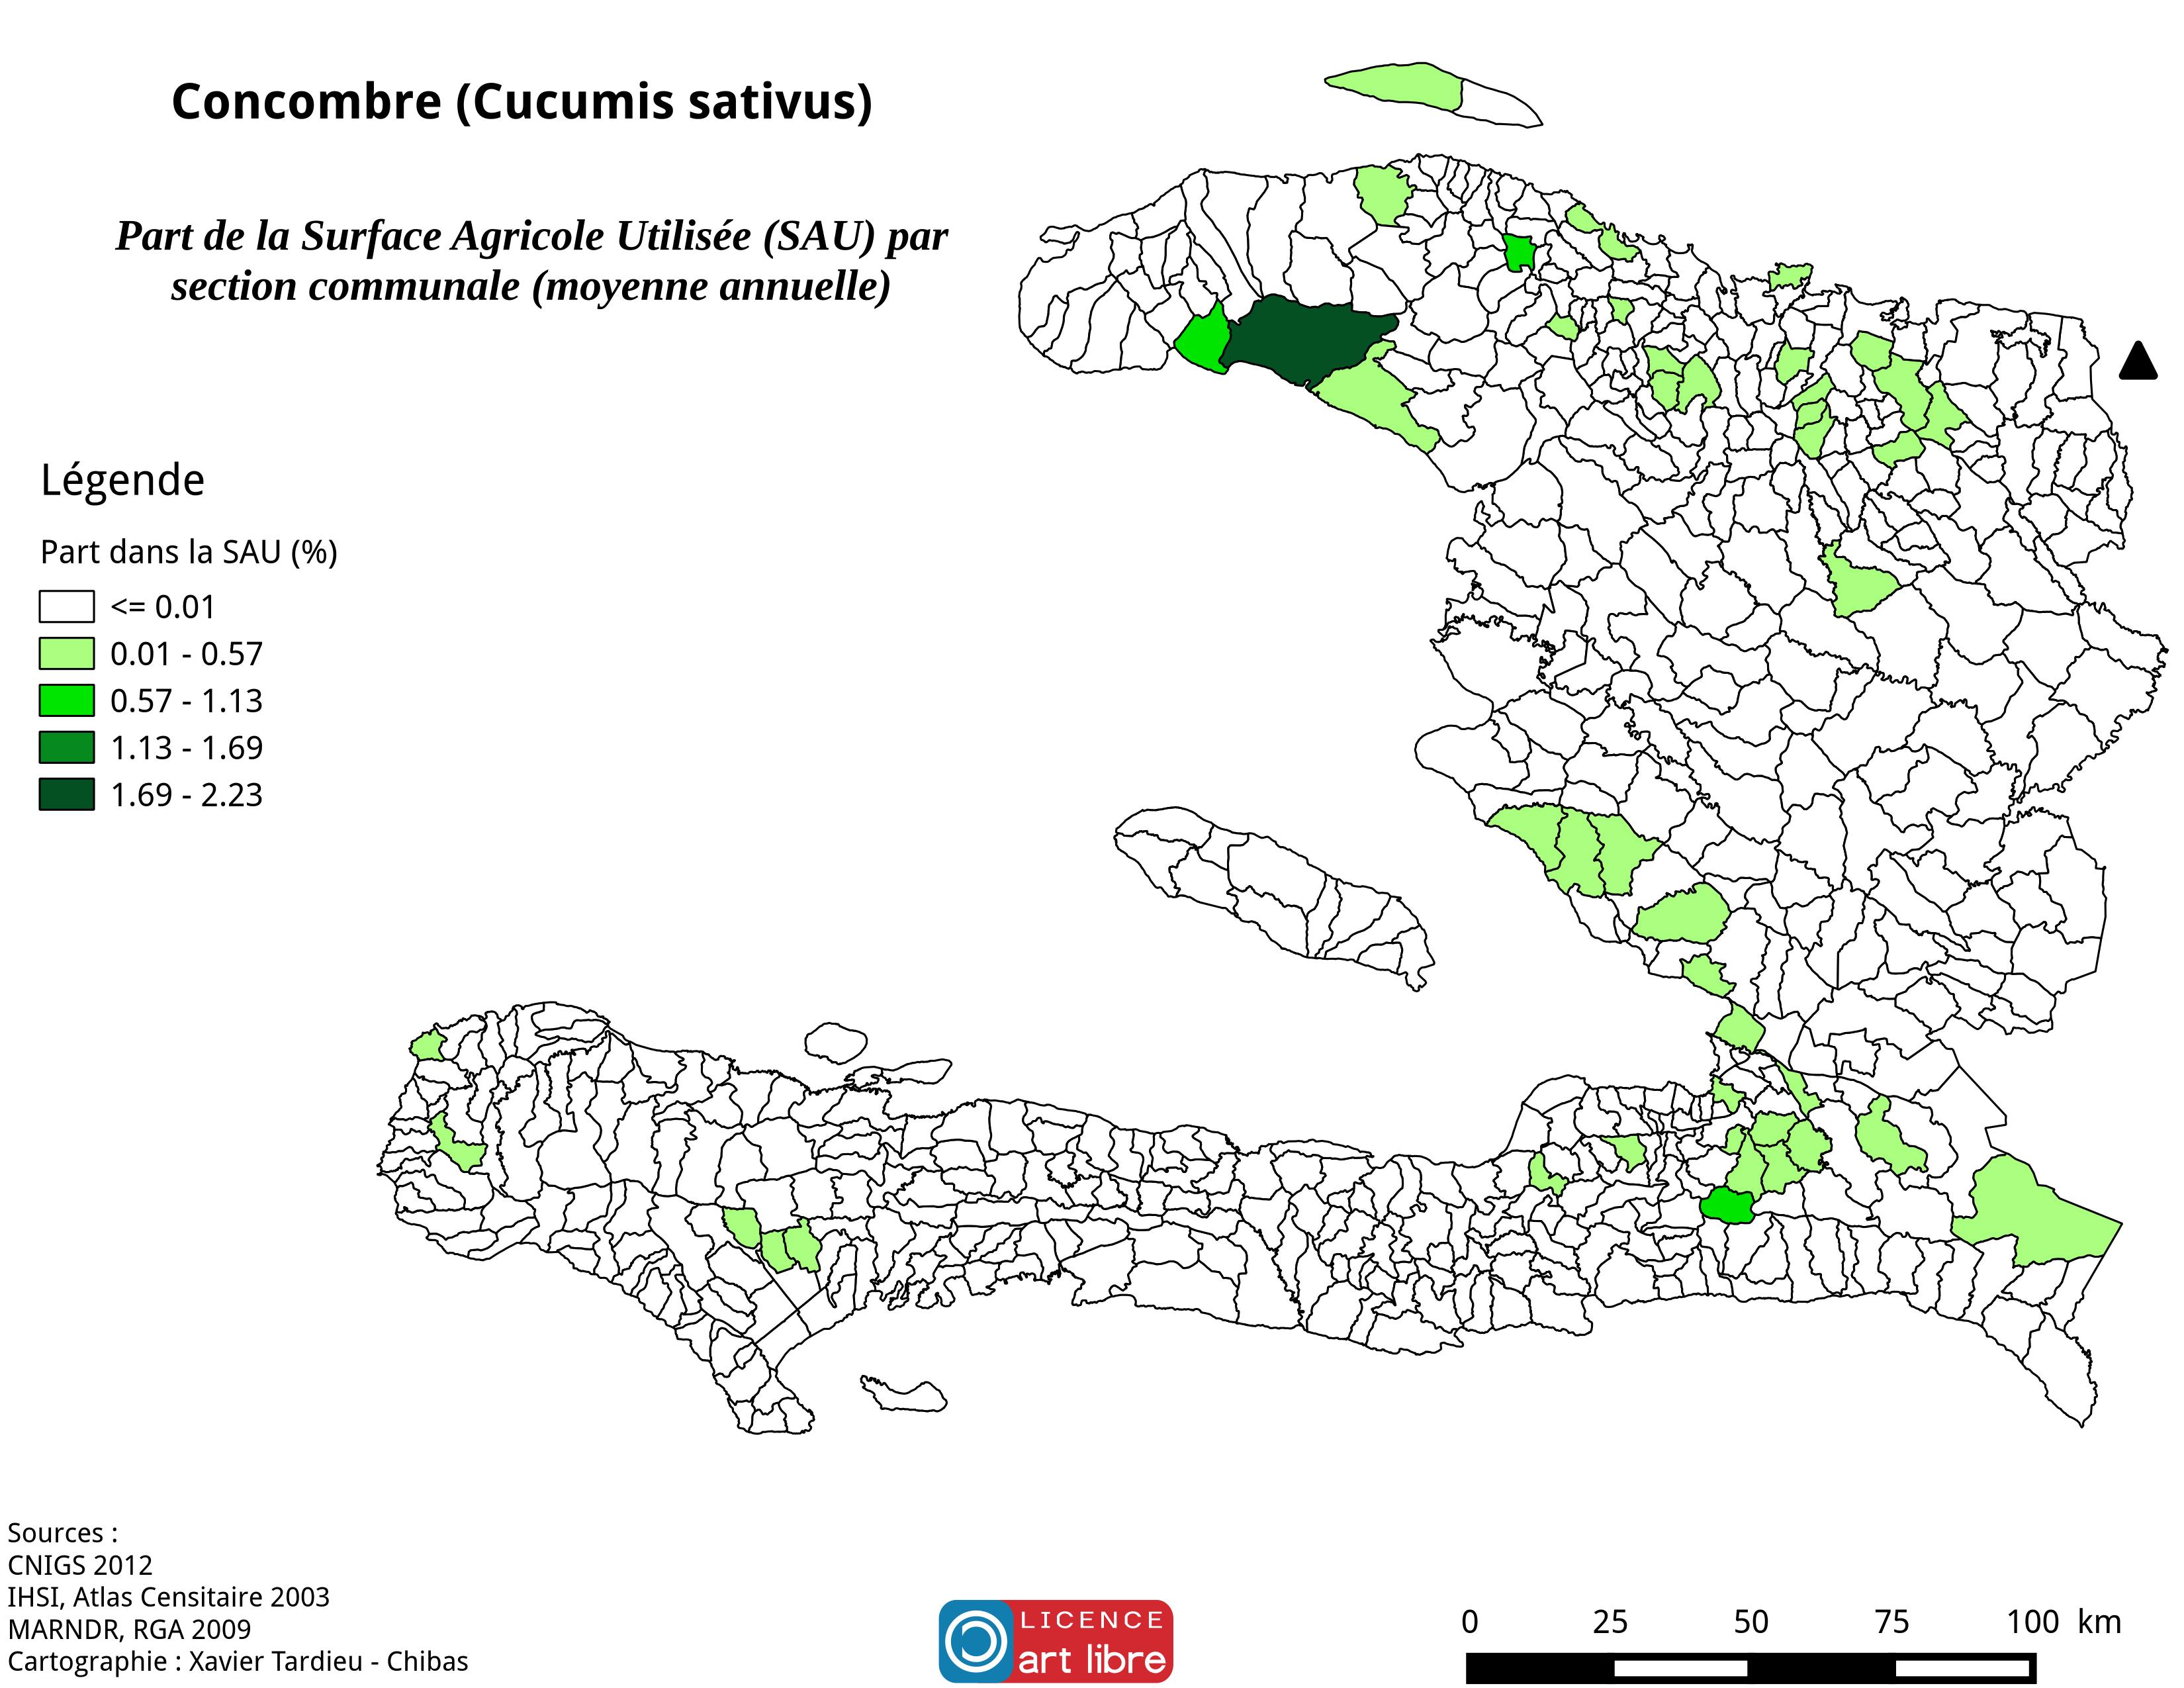 Concombre (Cucumis sativus)
Part de la Surface Agricole Utilisée (SAU) par
section communale (moyenne annuelle)
Légende
Part dans la SAU (%)
<= 0.01
0.01 - 0.57
0.57 - 1.13
1.13 - 1.69
1.69 - 2.23
Sources :
CNIGS 2012
IHSI, Atlas Censitaire 2003
MARNDR, RGA 2009
Cartographie : Xavier Tardieu - Chibas
LICENCE
art libre
0 25 50 75 100 km